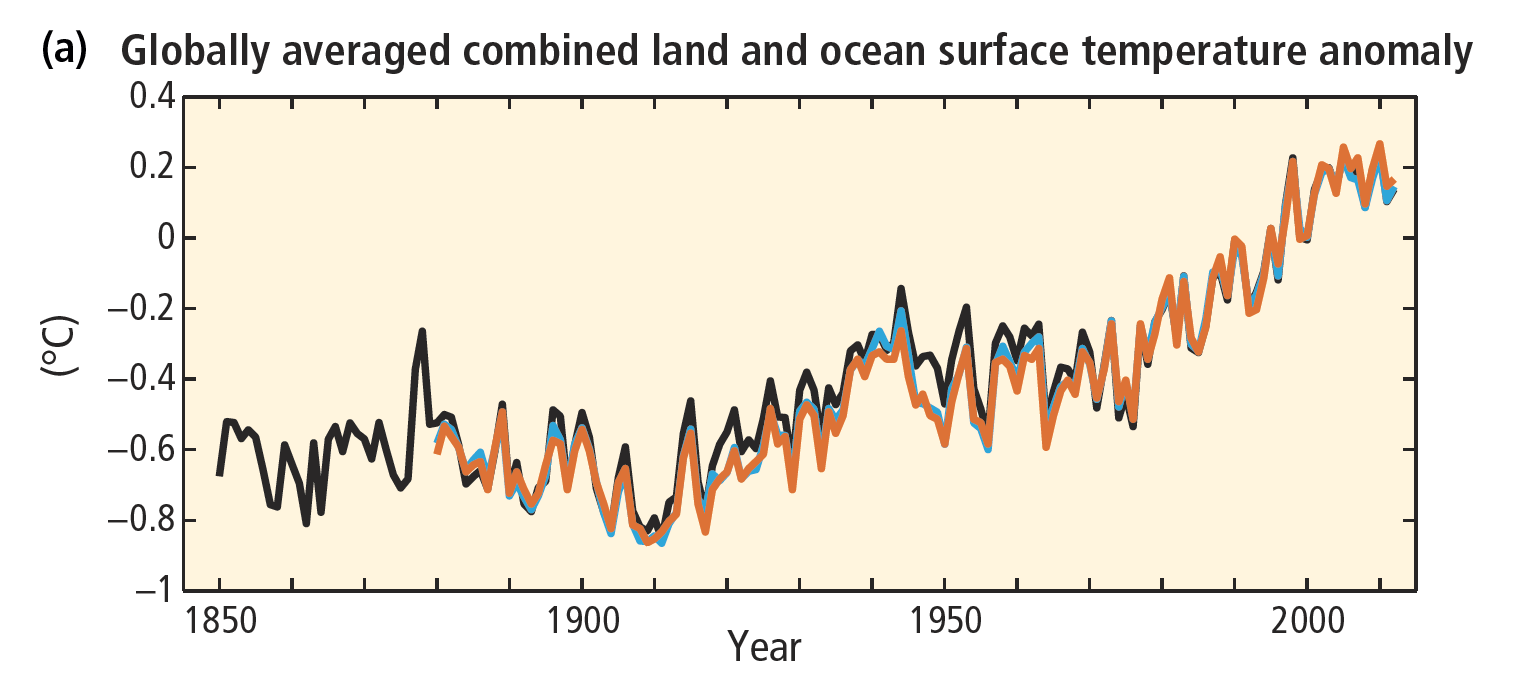 (a) Globally averaged combined land and ocean surface temperature anomaly
0.4
0.2
0
−0.2
−0.4
−0.6
−0.8
−1
(°C)
1850 1900 1950 2000
Year